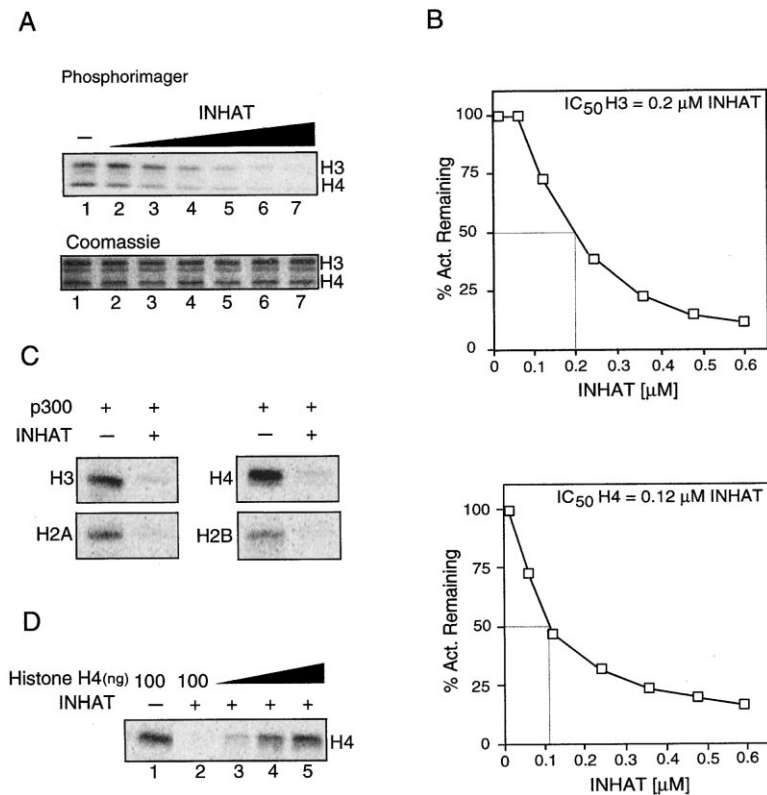 A
Phosphorimager
INHAT
–
H3
H4
1 2 3 4 5 6 7
Coomassie
H3
H4
1 2 3 4 5 6 7
B
IC50 H3 = 0.2 µM INHAT
100
75
50
25
0
% Act. Remaining
0 0.1 0.2 0.3 0.4 0.5 0.6
INHAT [µM]
C
p300 + + + +
INHAT – + – +
H3
H4
H2A
H2B
IC50 H4 = 0.12 µM INHAT
100
75
50
25
0
% Act. Remaining
0 0.1 0.2 0.3 0.4 0.5 0.6
INHAT [µM]
D
Histone H4(ng) 100 100
INHAT – + + + +
H4
1 2 3 4 5